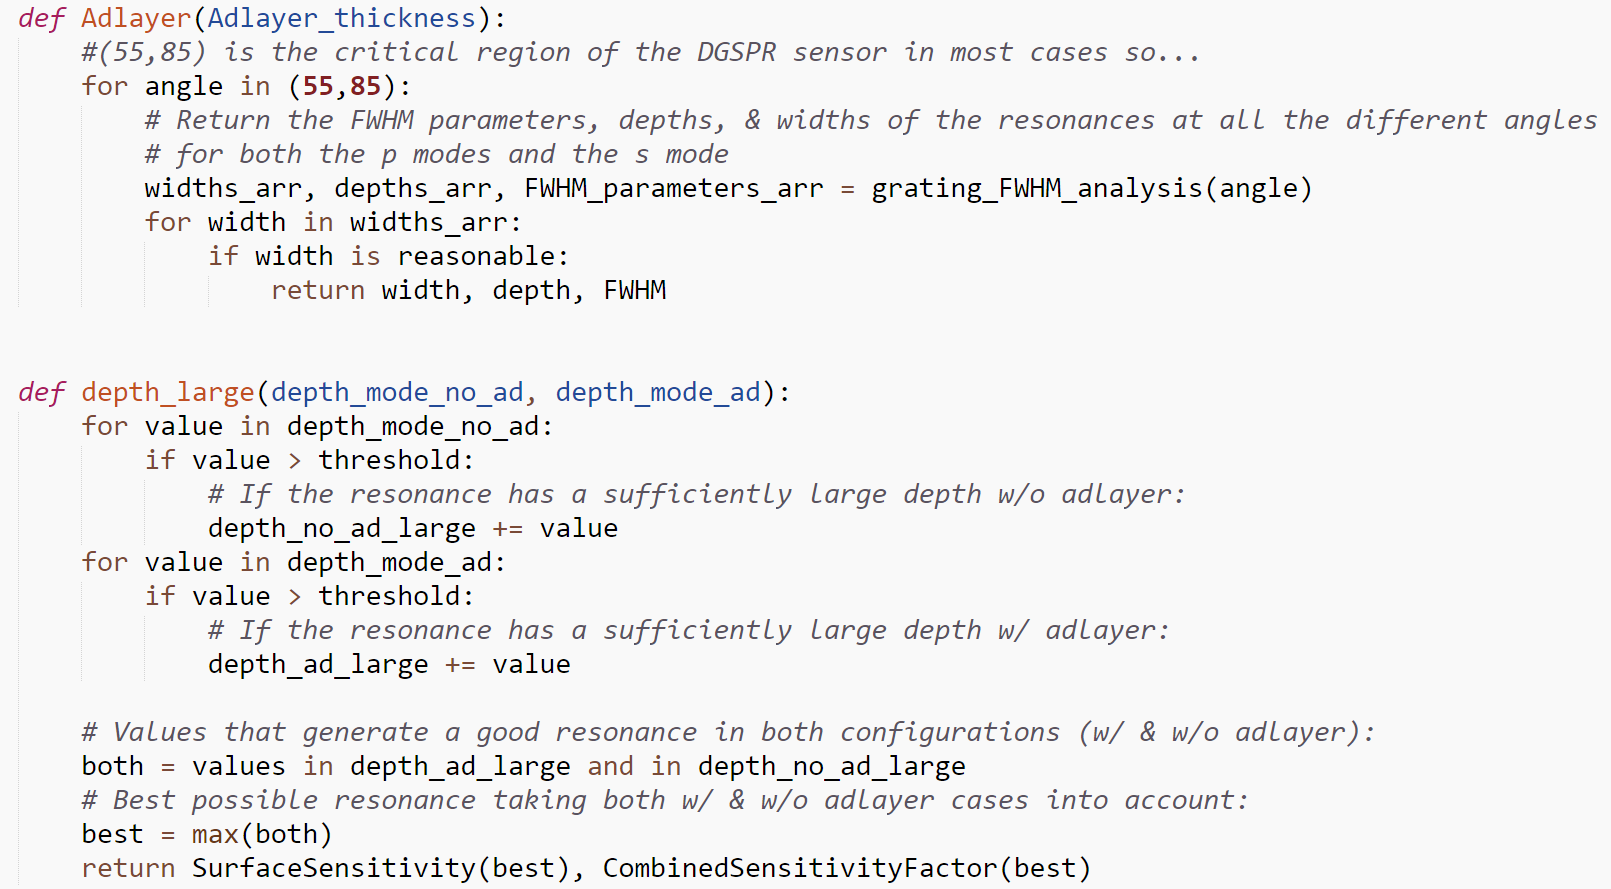 def Adlayer(Adlayer_thickness):
    #(55,85) is the critical region of the DGSPR sensor in most cases so...
    for angle in (55,85):
        # Return the FWHM parameters, depths, & widths of the resonances at all the different angles
        # for both the p modes and the s mode
        widths_arr, depths_arr, FWHM_parameters_arr = grating_FWHM_analysis(angle)
        for width in widths_arr:
            if width is reasonable:
                return width, depth, FWHM

def depth_large(depth_mode_no_ad, depth_mode_ad):
    for value in depth_mode_no_ad:
        if value > threshold:
            # If the resonance has a sufficiently large depth w/o adlayer:
            depth_no_ad_large += value
    for value in depth_mode_ad:
        if value > threshold:
            # If the resonance has a sufficiently large depth w/ adlayer:
            depth_ad_large += value

    # Values that generate a good resonance in both configurations (w/ & w/o adlayer):
    both = values in depth_ad_large and in depth_no_ad_large
    # Best possible resonance taking both w/ & w/o adlayer cases into account:
    best = max(both)
    return SurfaceSensitivity(best), CombinedSensitivityFactor(best)